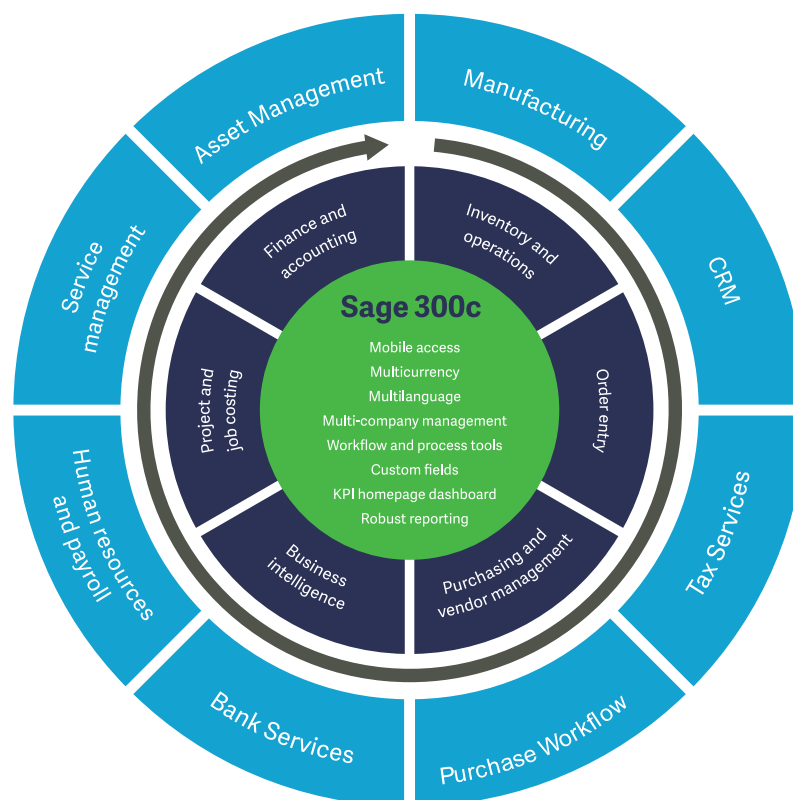 Sage 300c
Mobile access
Multicurrency
Multilanguage
Multi-company management
Workflow and process tools
Custom fields
KPI homepage dashboard
Robust reporting
Inventory and
operations
Order entry
Purchasing and
vendor management
Business
intelligence
Project and
job costing
Finance and
accounting
Manufacturing
CRM
Tax Services
Purchase Workflow
Bank Services
Human resources
and payroll
Service
management
Asset Management